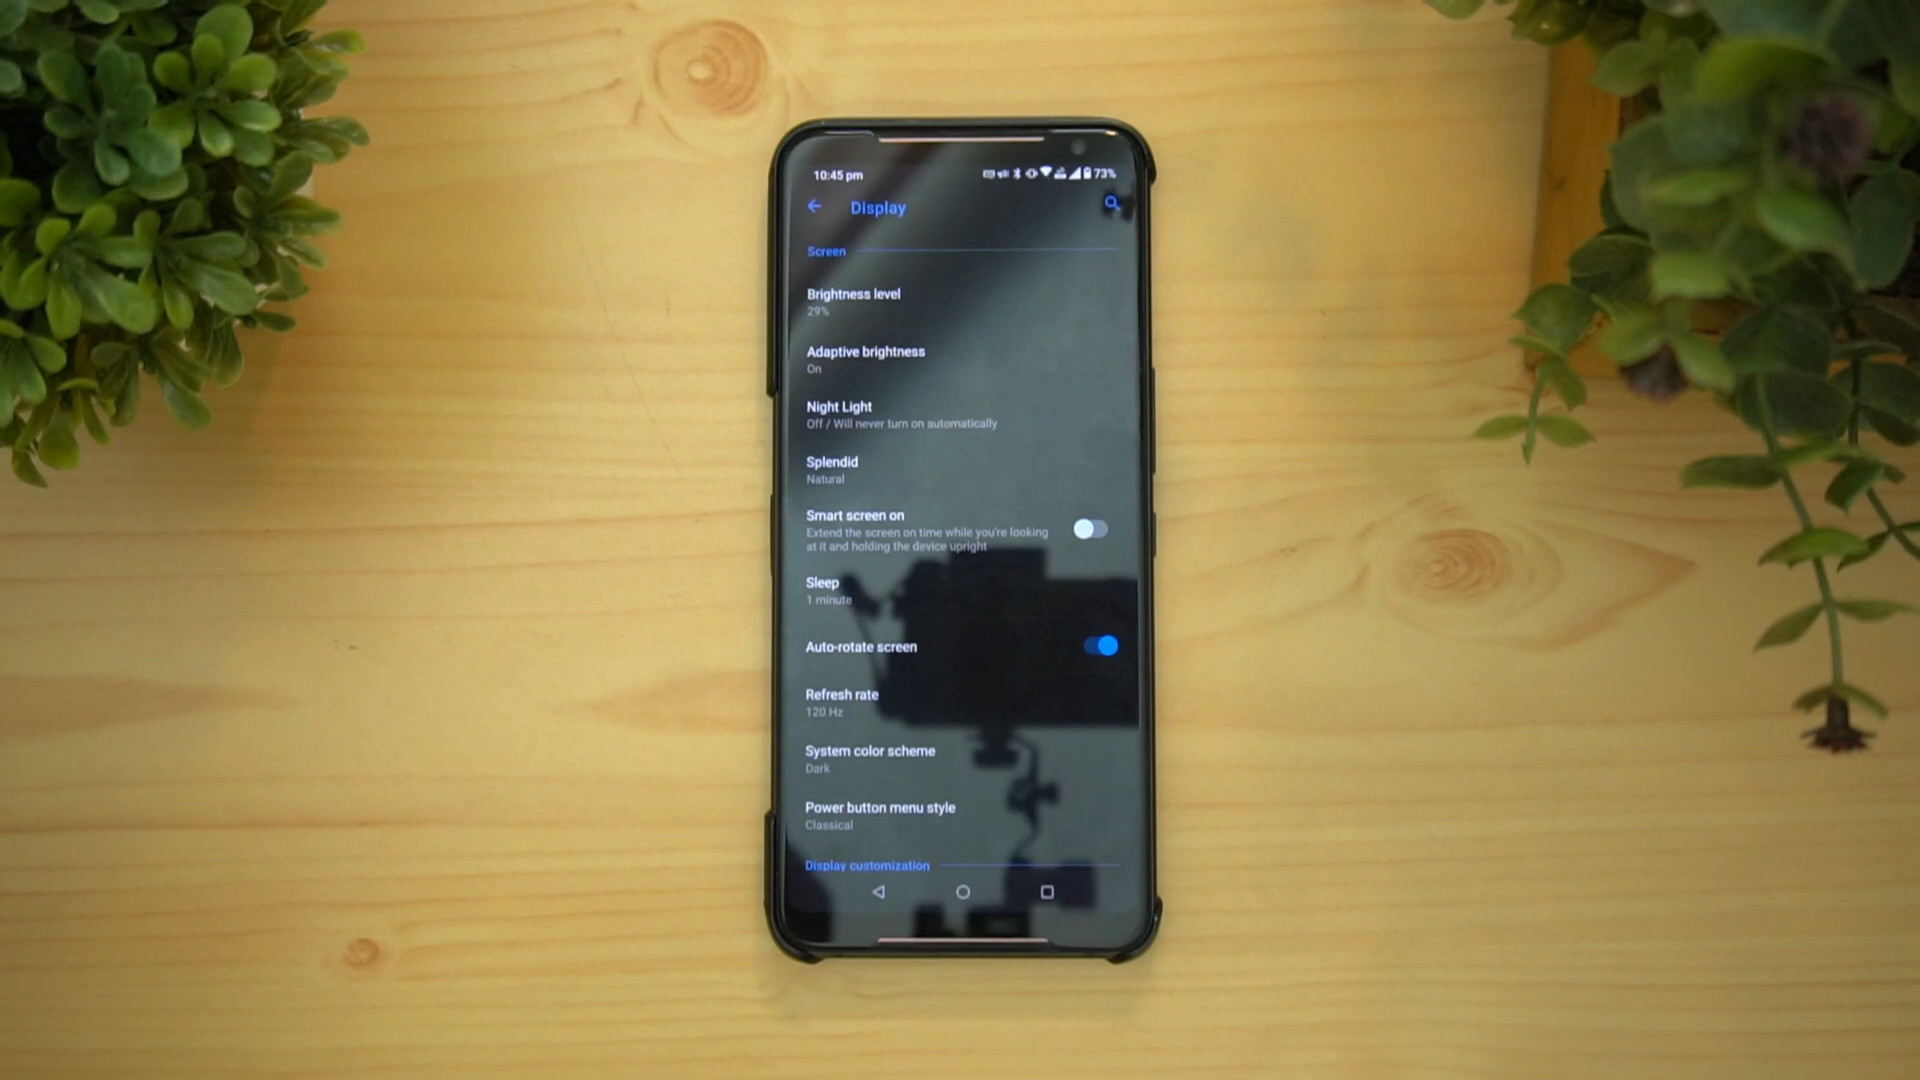 10:45 pm
73%
Display
Screen
Brightness level
29%
Adaptive brightness
On
Night Light
Off / Will never turn on automatically
Splendid
Natural
Smart screen on
Extend the screen on time while you're looking
at it and holding the device upright
Sleep
1 minute
Auto-rotate screen
Refresh rate
120 Hz
System color scheme
Dark
Power button menu style
Classical
Display customization